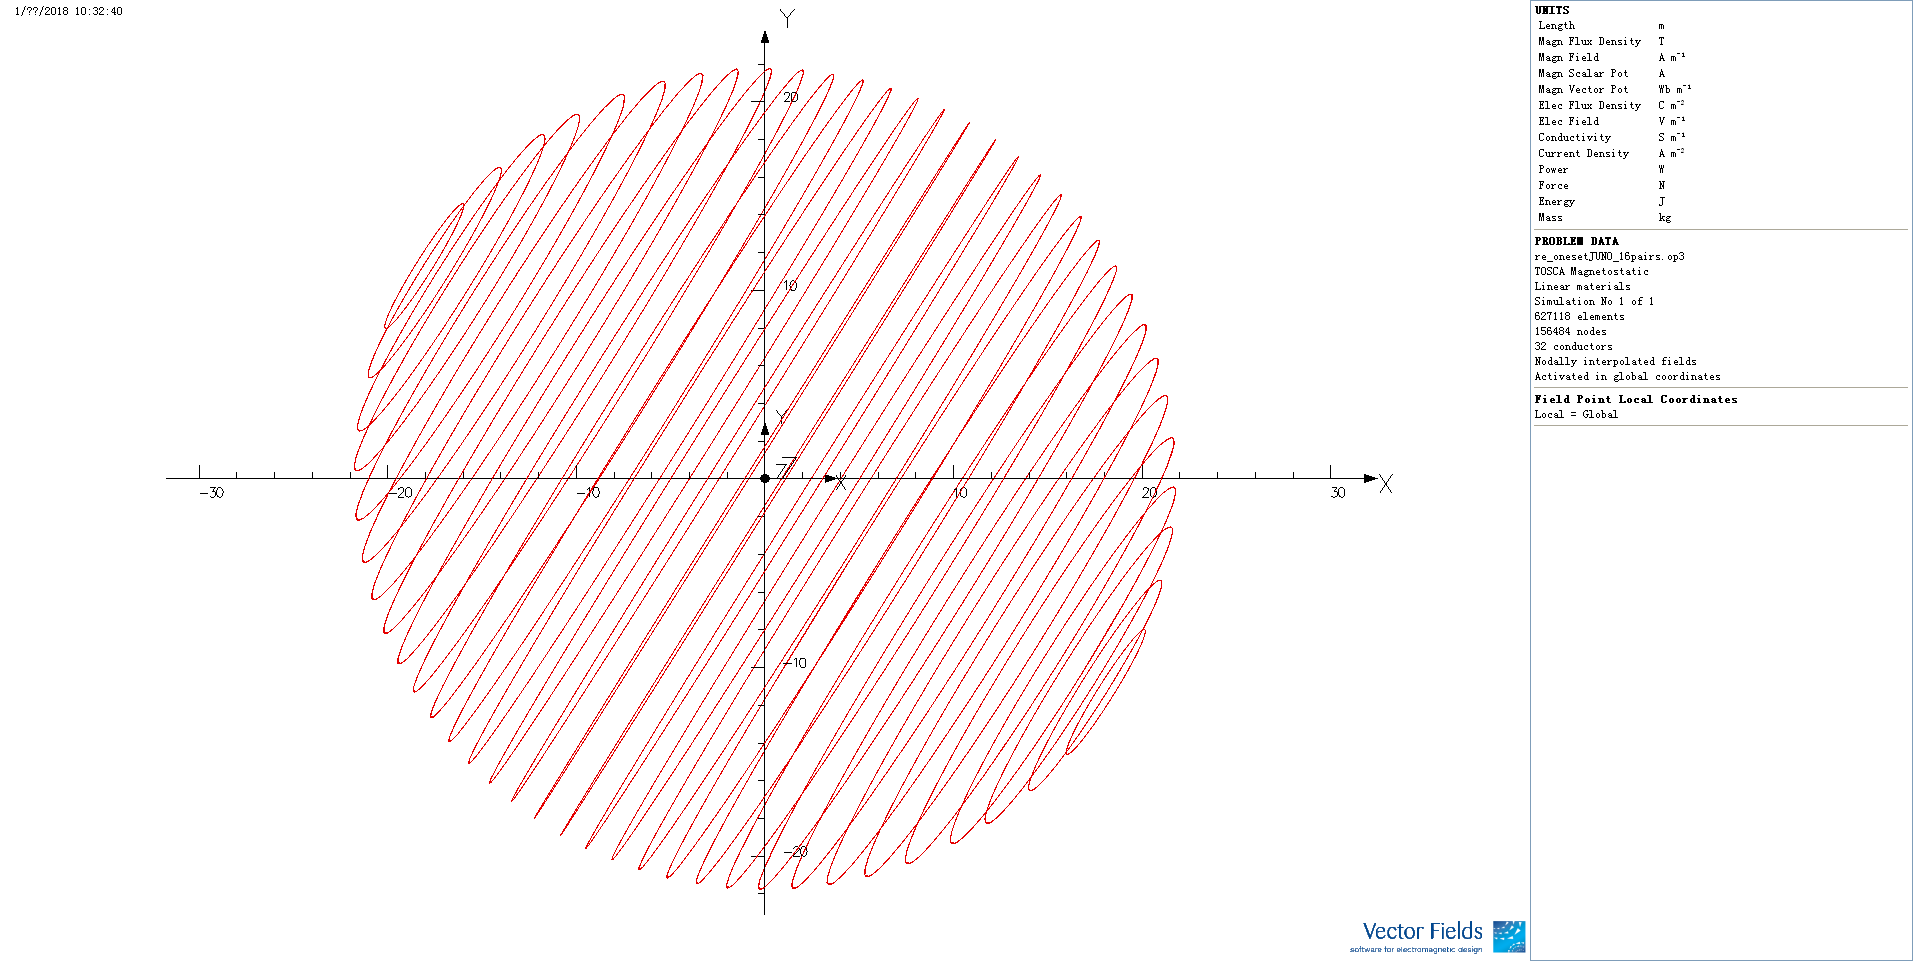 1/??/2018 10:32:40
Y
20
10
Y
Z
X
-30
-20
-10
10
20
30
X
-10
-20
UNITS
Length m
Magn Flux Density T
Magn Field A m⁻¹
Magn Scalar Pot A
Magn Vector Pot Wb m⁻¹
Elec Flux Density C m⁻²
Elec Field V m⁻¹
Conductivity S m⁻¹
Current Density A m⁻²
Power W
Force N
Energy J
Mass kg
PROBLEM DATA
re_onesetJUNO_16pairs.op3
TOSCA Magnetostatic
Linear materials
Simulation No 1 of 1
627118 elements
156484 nodes
32 conductors
Nodally interpolated fields
Activated in global coordinates
Field Point Local Coordinates
Local = Global
Vector Fields
software for electromagnetic design